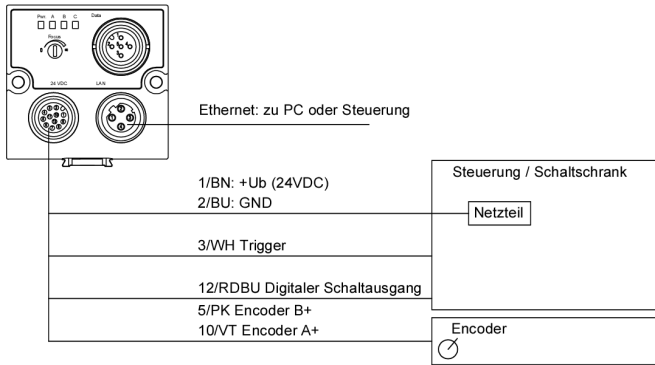 Pwr A B C
Data
Focus
24 VDC
LAN
Ethernet: zu PC oder Steuerung
1/BN: +Ub (24VDC)
2/BU: GND
3/WH Trigger
12/RDBU Digitaler Schaltausgang
5/PK Encoder B+
10/VT Encoder A+
Steuerung / Schaltschrank
Netzteil
Encoder